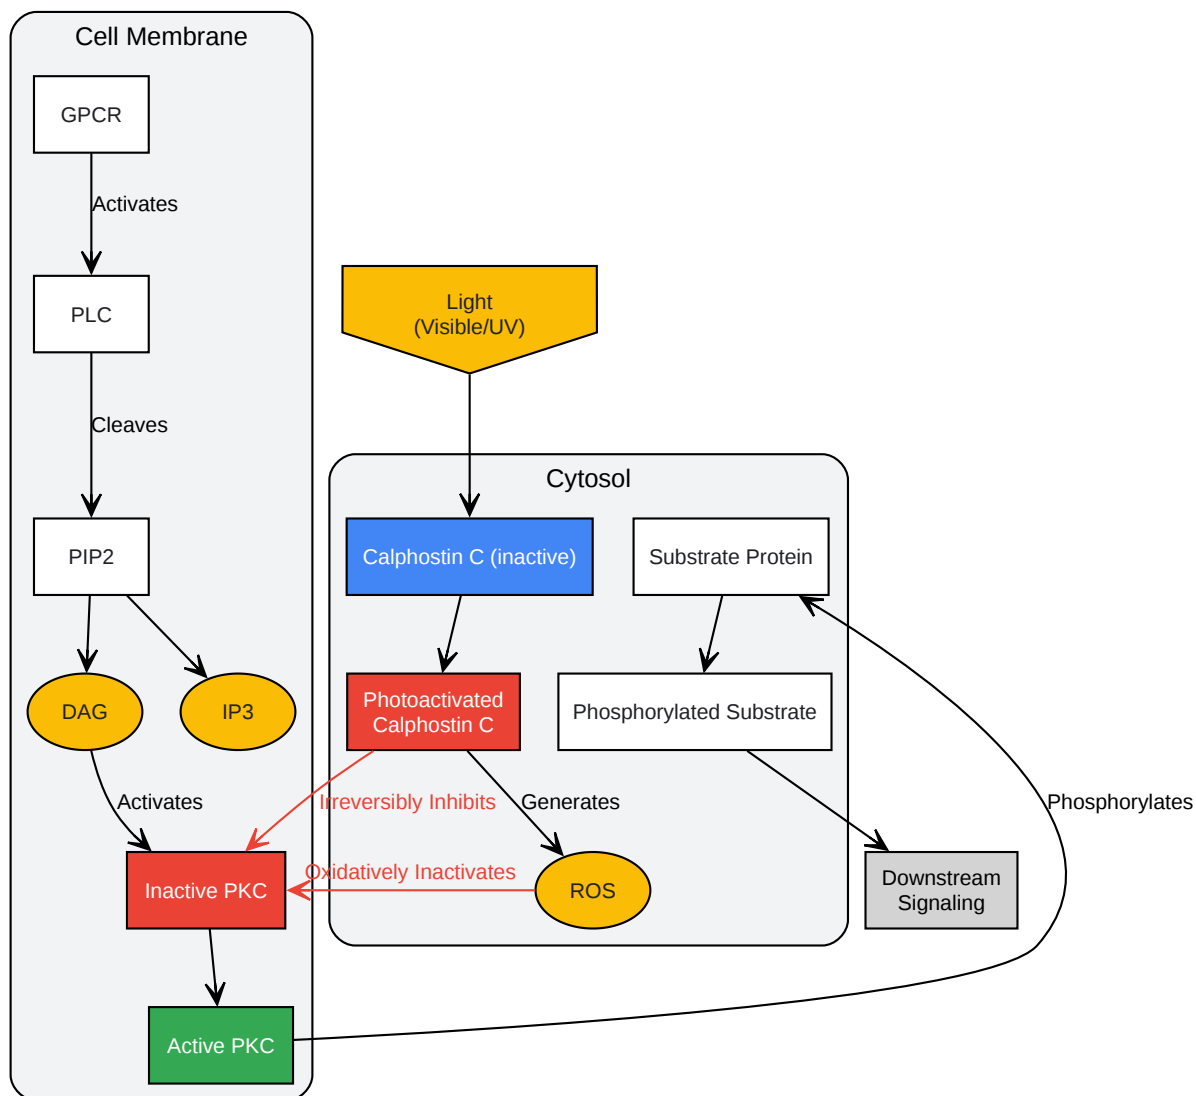 Cell Membrane
GPCR
Activates
PLC
Light
(Visible/UV)
Cleaves
Cytosol
PIP2
Calphostin C (inactive)
Substrate Protein
DAG
IP3
Photoactivated
Calphostin C
Phosphorylated Substrate
Activates
Irreversibly Inhibits
Generates
Phosphorylates
Inactive PKC
Oxidatively Inactivates
ROS
Downstream
Signaling
Active PKC